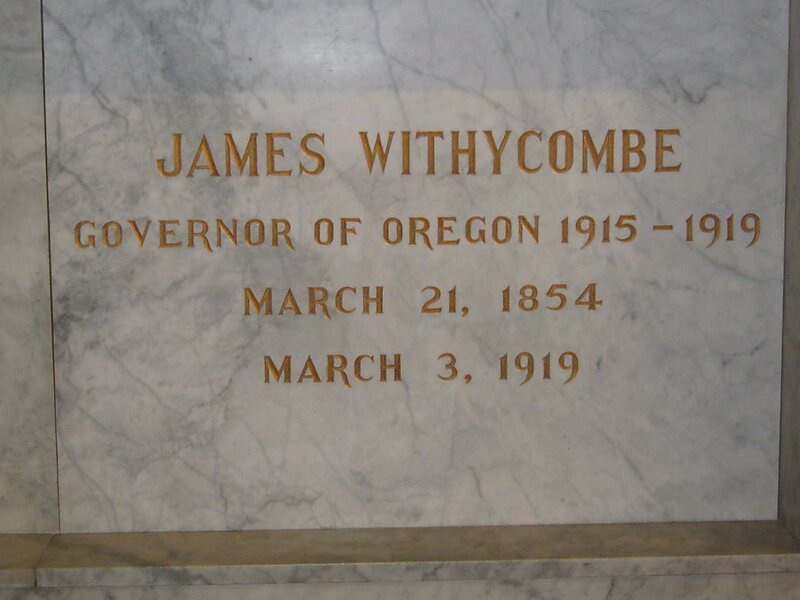 JAMES WITHYCOMBE
GOVERNOR OF OREGON 1915 – 1919
MARCH 21, 1854
MARCH 3, 1919